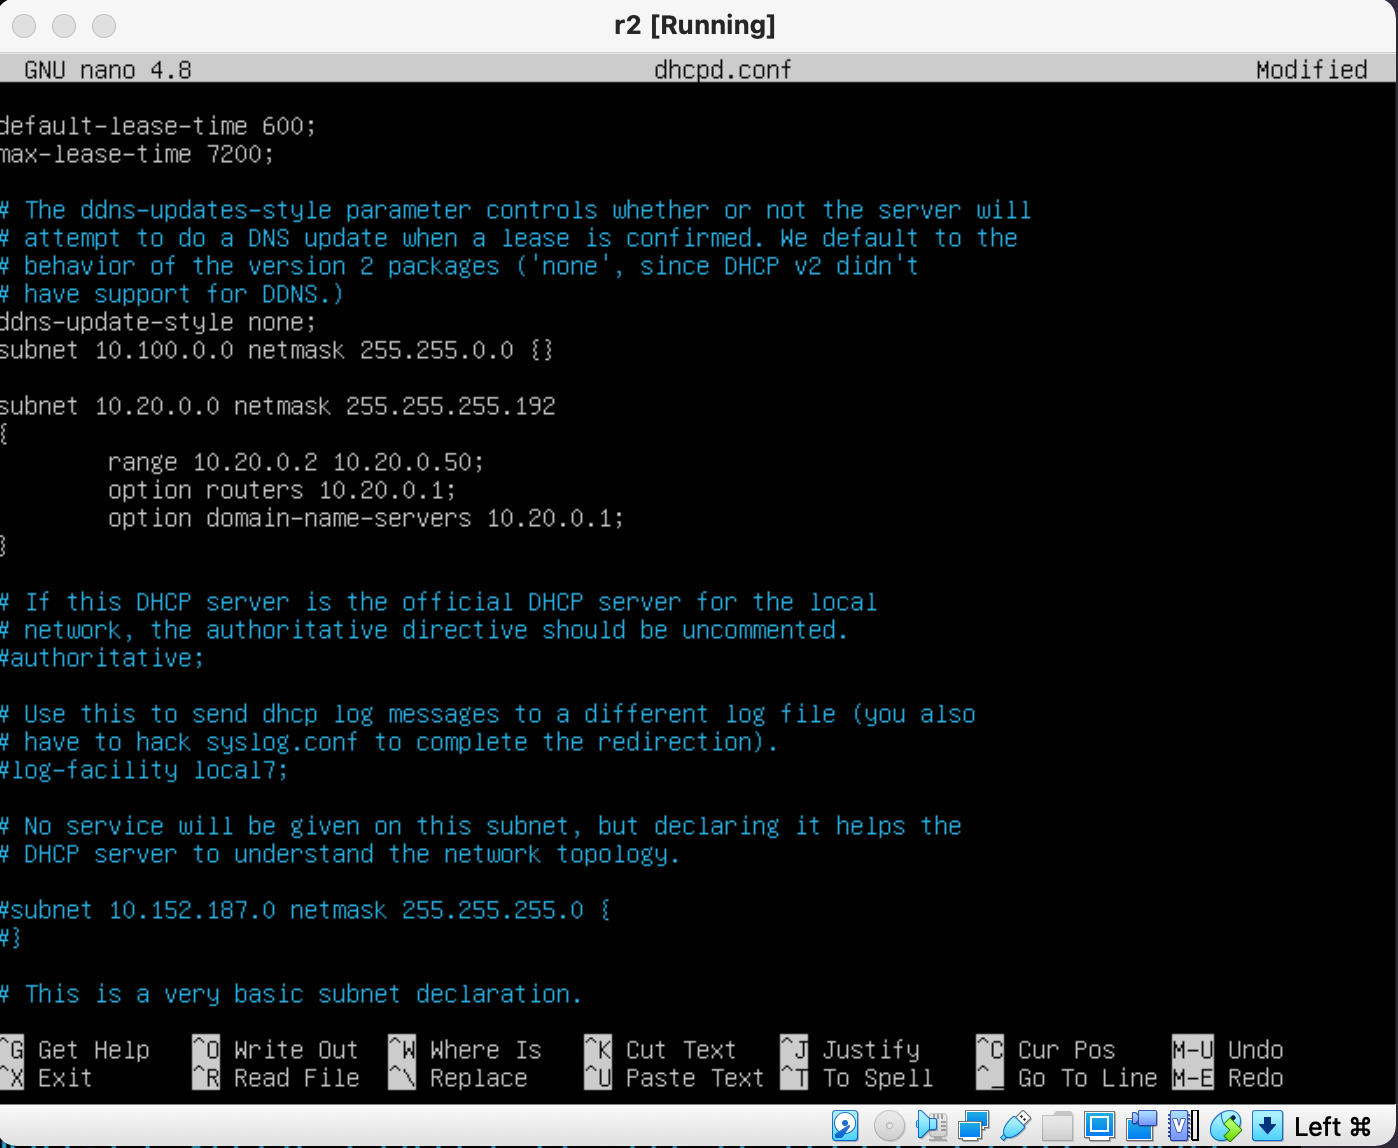 r2 [Running]
GNU nano 4.8 dhcpd.conf Modified
default-lease-time 600;
max-lease-time 7200;
# The ddns-updates-style parameter controls whether or not the server will
# attempt to do a DNS update when a lease is confirmed. We default to the
# behavior of the version 2 packages ('none', since DHCP v2 didn't
# have support for DDNS.)
ddns-update-style none;
subnet 10.100.0.0 netmask 255.255.0.0 {}
subnet 10.20.0.0 netmask 255.255.255.192
{
range 10.20.0.2 10.20.0.50;
option routers 10.20.0.1;
option domain-name-servers 10.20.0.1;
}
# If this DHCP server is the official DHCP server for the local
# network, the authoritative directive should be uncommented.
#authoritative;
# Use this to send dhcp log messages to a different log file (you also
# have to hack syslog.conf to complete the redirection).
#log-facility local7;
# No service will be given on this subnet, but declaring it helps the
# DHCP server to understand the network topology.
#subnet 10.152.187.0 netmask 255.255.255.0 {
#}
# This is a very basic subnet declaration.
^G Get Help ^O Write Out ^W Where Is ^K Cut Text ^J Justify ^C Cur Pos M-U Undo
^X Exit ^R Read File ^\ Replace ^U Paste Text ^T To Spell ^_ Go To Line M-E Redo
Left ⌘